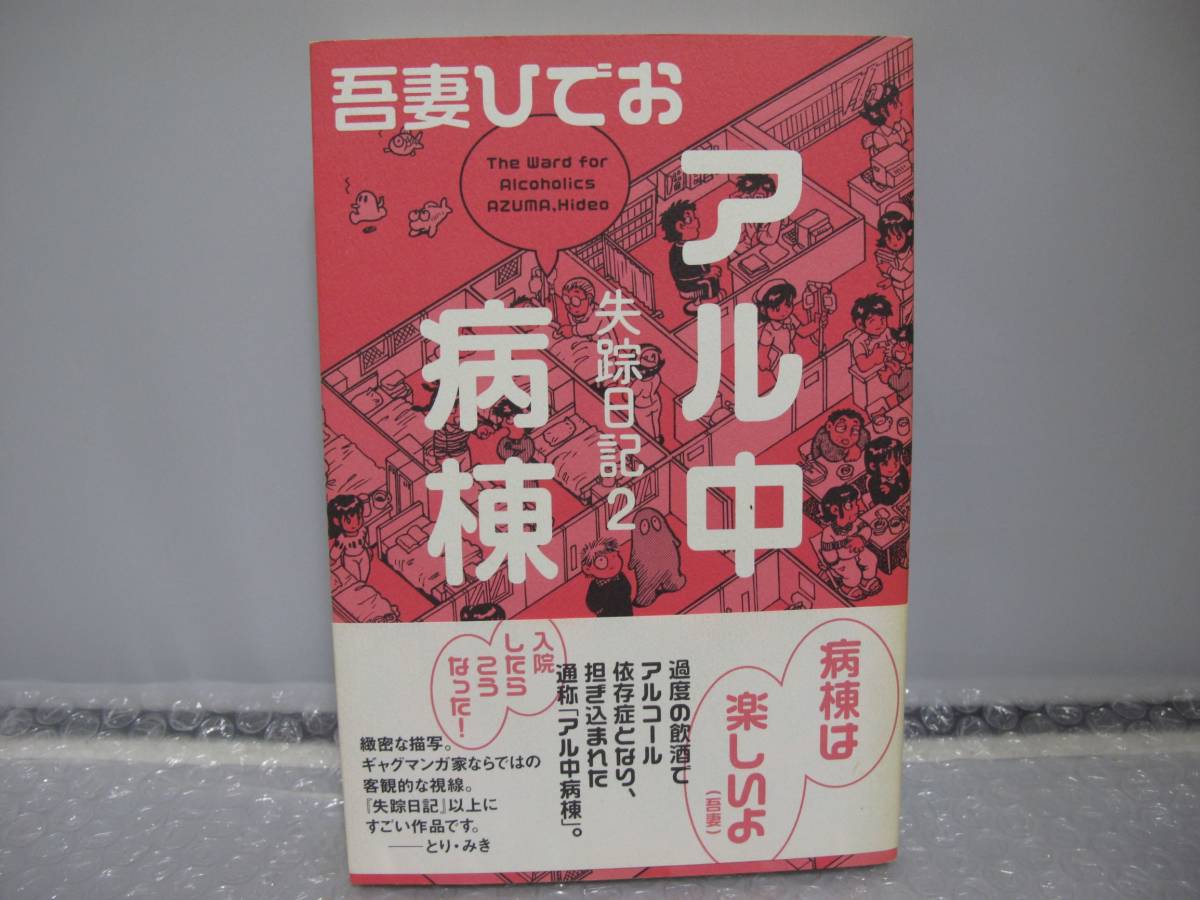 吾妻ひでお
The Ward for
Alcoholics
AZUMA,Hideo
アル中
病棟
失踪日記2
病棟は
楽しいよ
(吾妻)
過度の飲酒で
アルコール
依存症となり、
担ぎ込まれた
通称「アル中病棟」。
入院
したら
こう
なった!
緻密な描写。
ギャグマンガ家ならではの
客観的な視線。
『失踪日記』以上に
すごい作品です。
——とり・みき